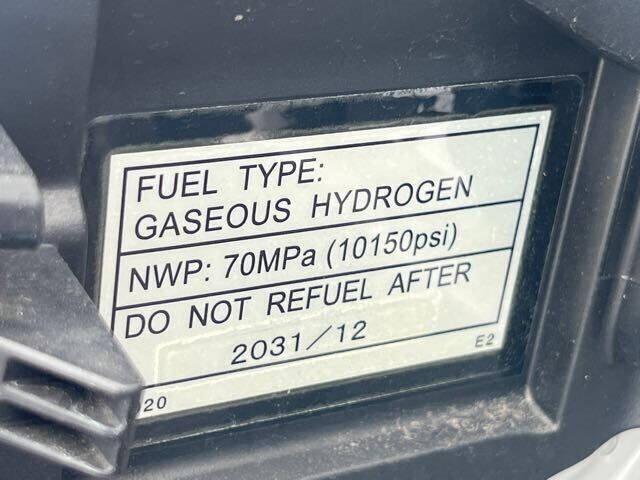 FUEL TYPE:
GASEOUS HYDROGEN
NWP: 70MPa (10150psi)
DO NOT REFUEL AFTER
2031/12
20
E2